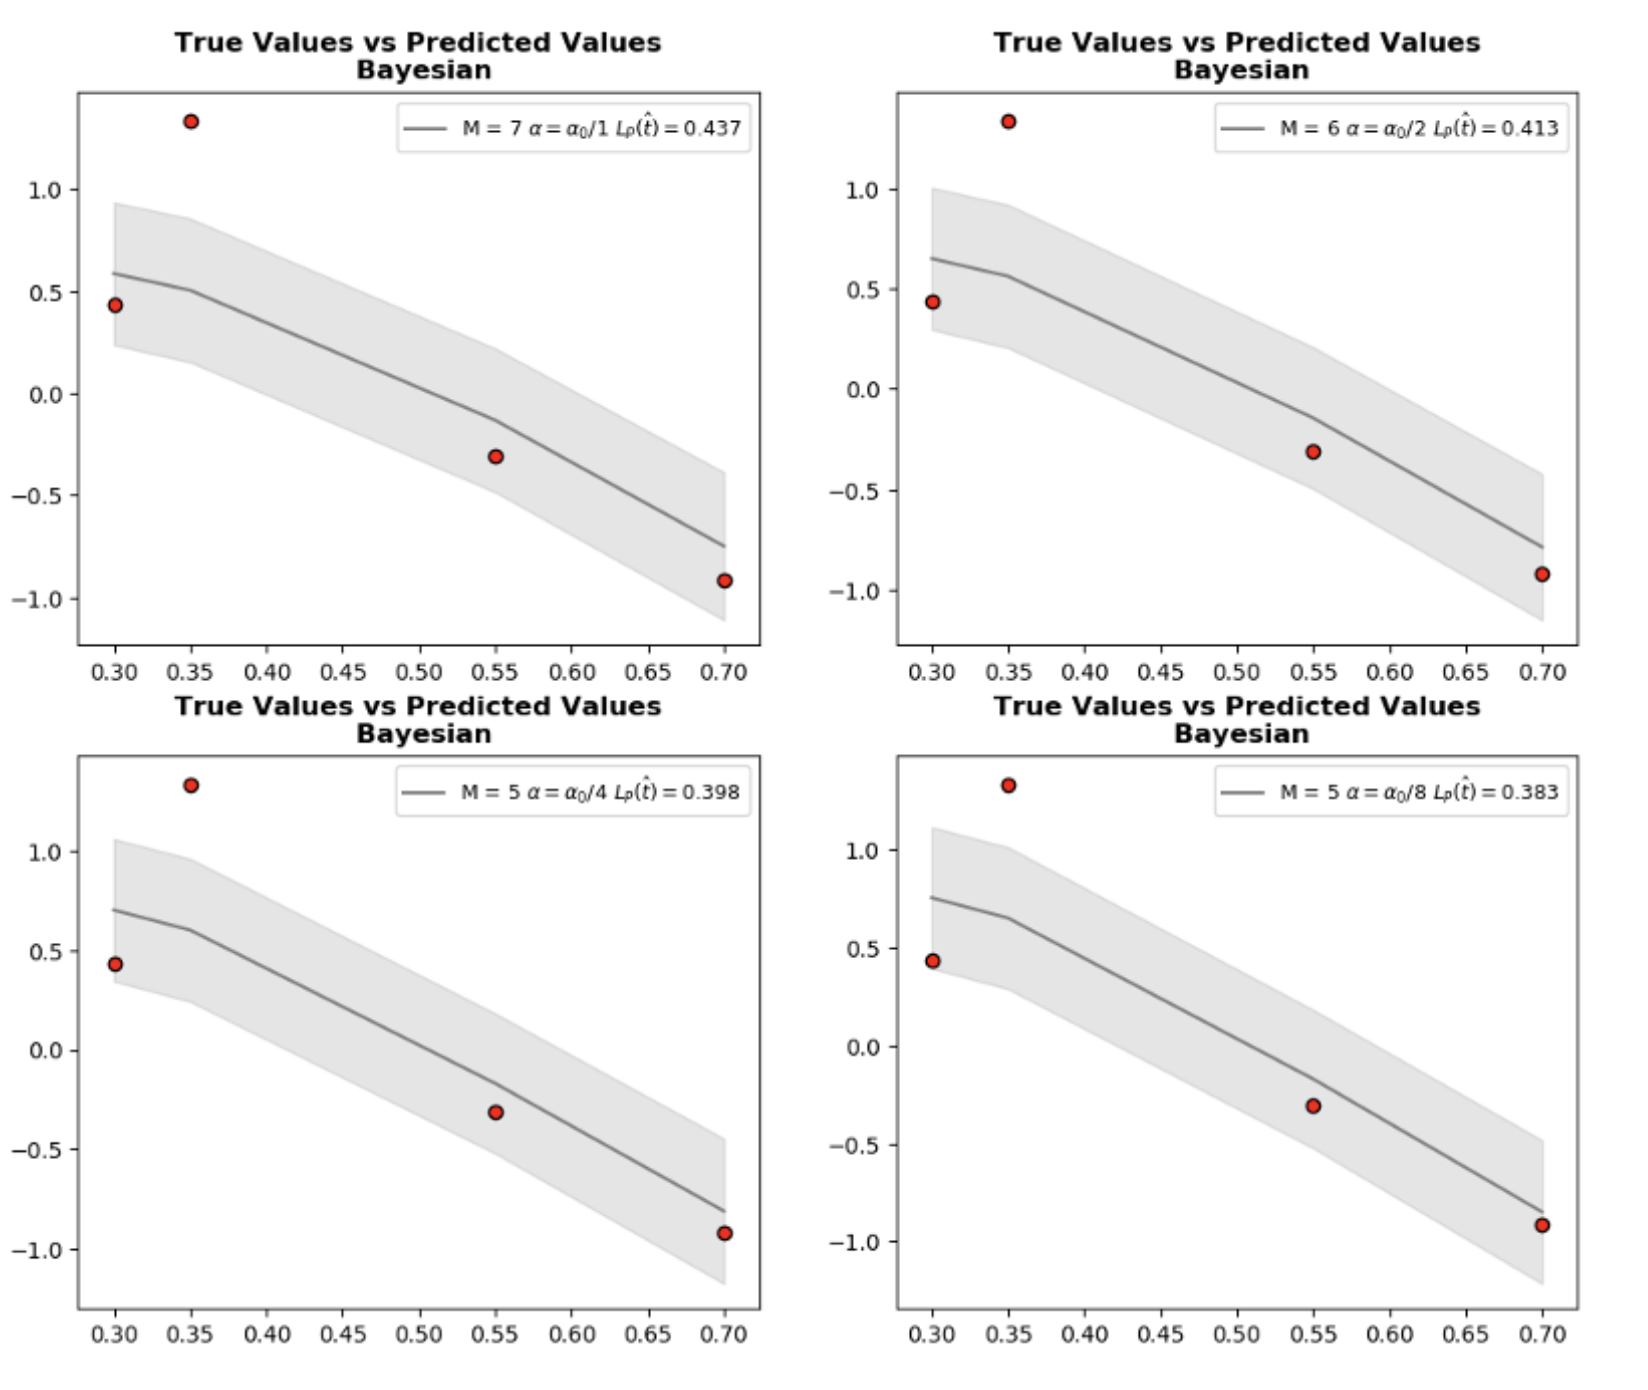 True Values vs Predicted Values
Bayesian
M = 7 α = α₀/1 Lₚ(t̂) = 0.437
1.0
0.5
0.0
−0.5
−1.0
0.30 0.35 0.40 0.45 0.50 0.55 0.60 0.65 0.70
True Values vs Predicted Values
Bayesian
M = 6 α = α₀/2 Lₚ(t̂) = 0.413
1.0
0.5
0.0
−0.5
−1.0
0.30 0.35 0.40 0.45 0.50 0.55 0.60 0.65 0.70
True Values vs Predicted Values
Bayesian
M = 5 α = α₀/4 Lₚ(t̂) = 0.398
1.0
0.5
0.0
−0.5
−1.0
0.30 0.35 0.40 0.45 0.50 0.55 0.60 0.65 0.70
True Values vs Predicted Values
Bayesian
M = 5 α = α₀/8 Lₚ(t̂) = 0.383
1.0
0.5
0.0
−0.5
−1.0
0.30 0.35 0.40 0.45 0.50 0.55 0.60 0.65 0.70